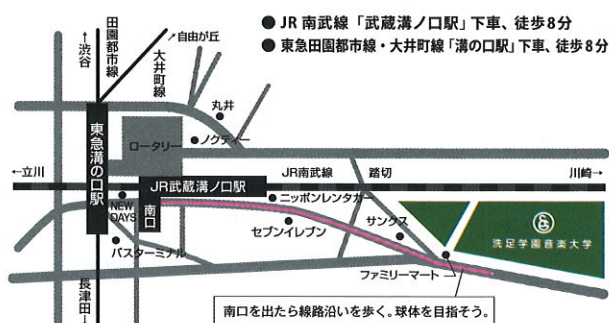 ● JR 南武線 「武蔵溝ノ口駅」 下車、徒歩8分
● 東急田園都市線・大井町線「溝の口駅」下車、徒歩8分
←渋谷
田園都市線
大井町線
↗自由が丘
丸井
ノクティー
ロータリー
東急溝の口駅
←立川
JR武蔵溝ノ口駅
JR南武線
踏切
川崎→
NEW DAYS
南口
ニッポンレンタカー
セブンイレブン
サンクス
バスターミナル
洗足学園音楽大学
ファミリーマート
長津田→
南口を出たら線路沿いを歩く。球体を目指そう。